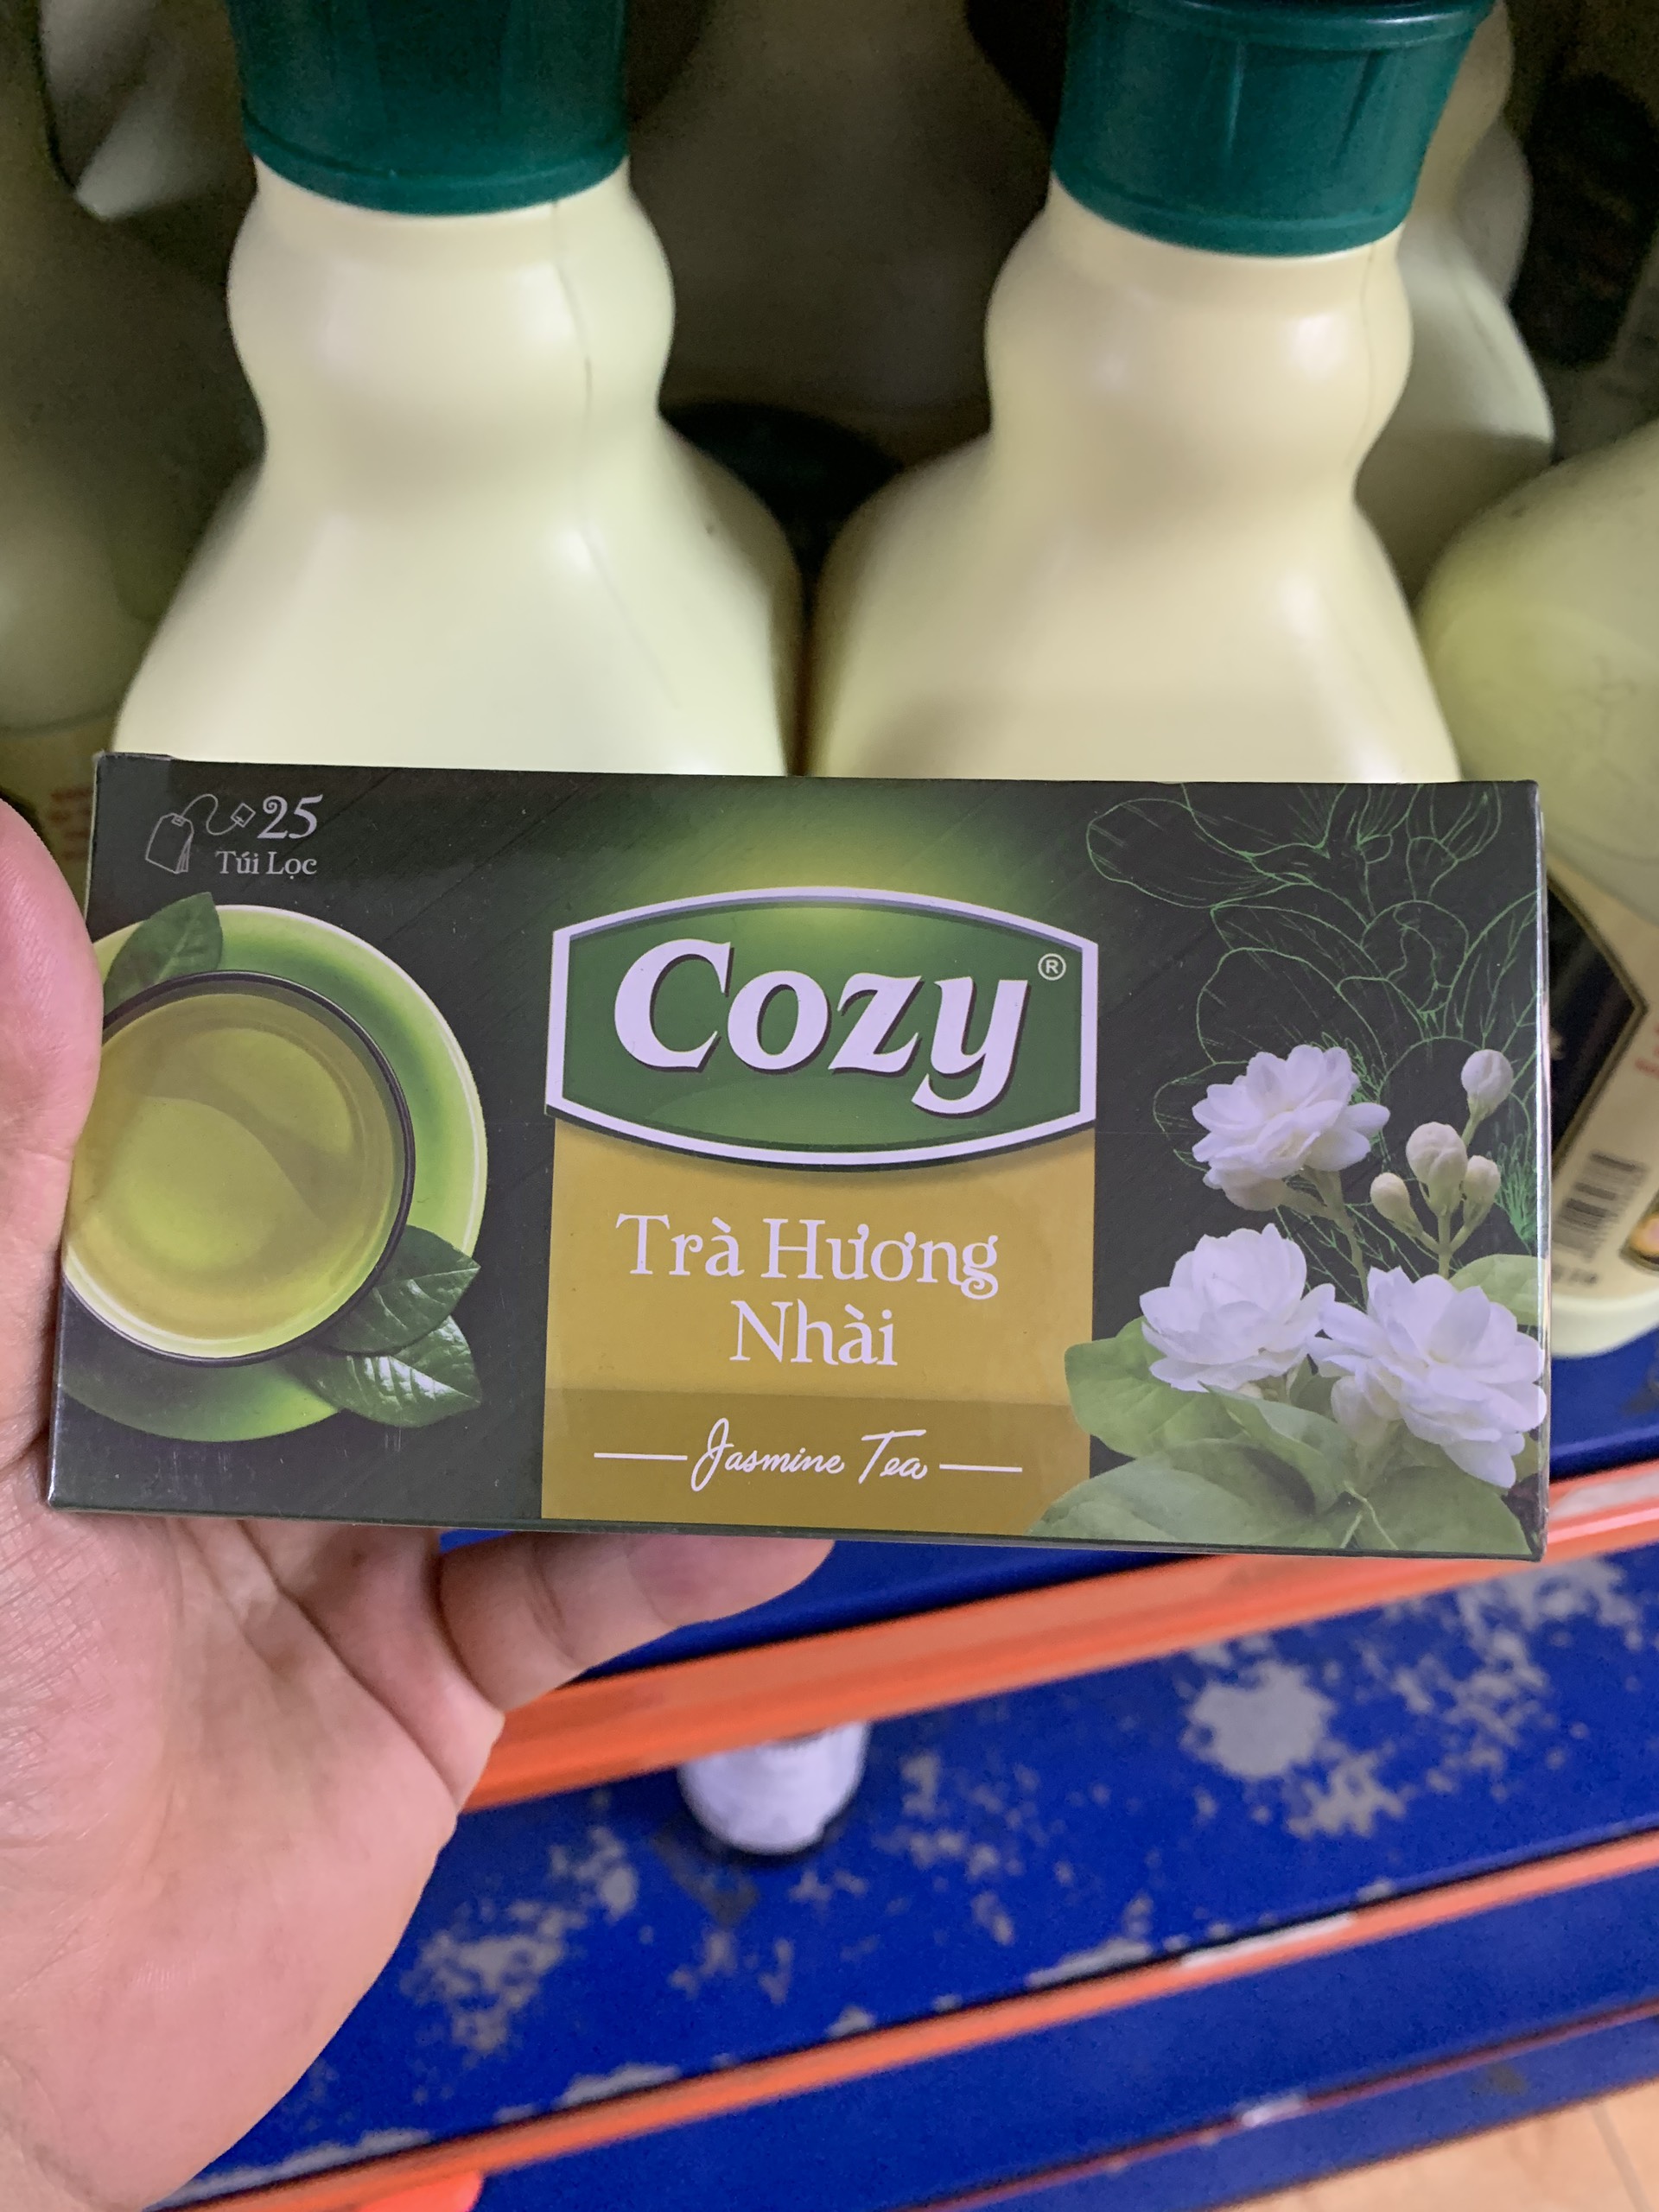 25
Túi Lọc
Cozy®
Trà Hương
Nhài
Jasmine Tea